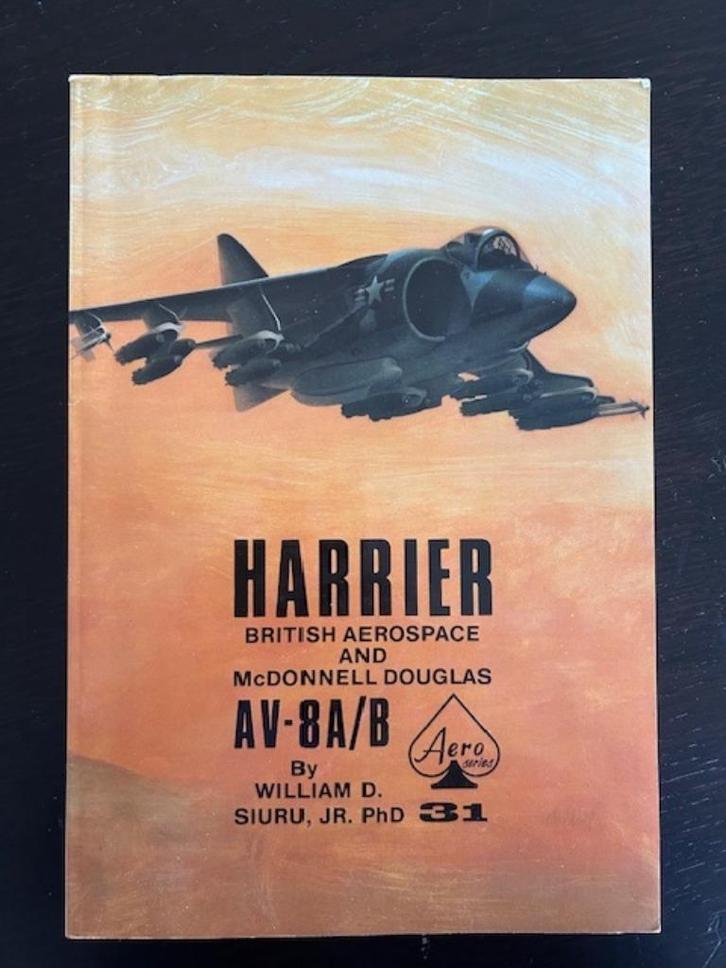 HARRIER
BRITISH AEROSPACE
AND
McDONNELL DOUGLAS
AV-8A/B
Aero
series
By
WILLIAM D.
SIURU, JR. PhD
31